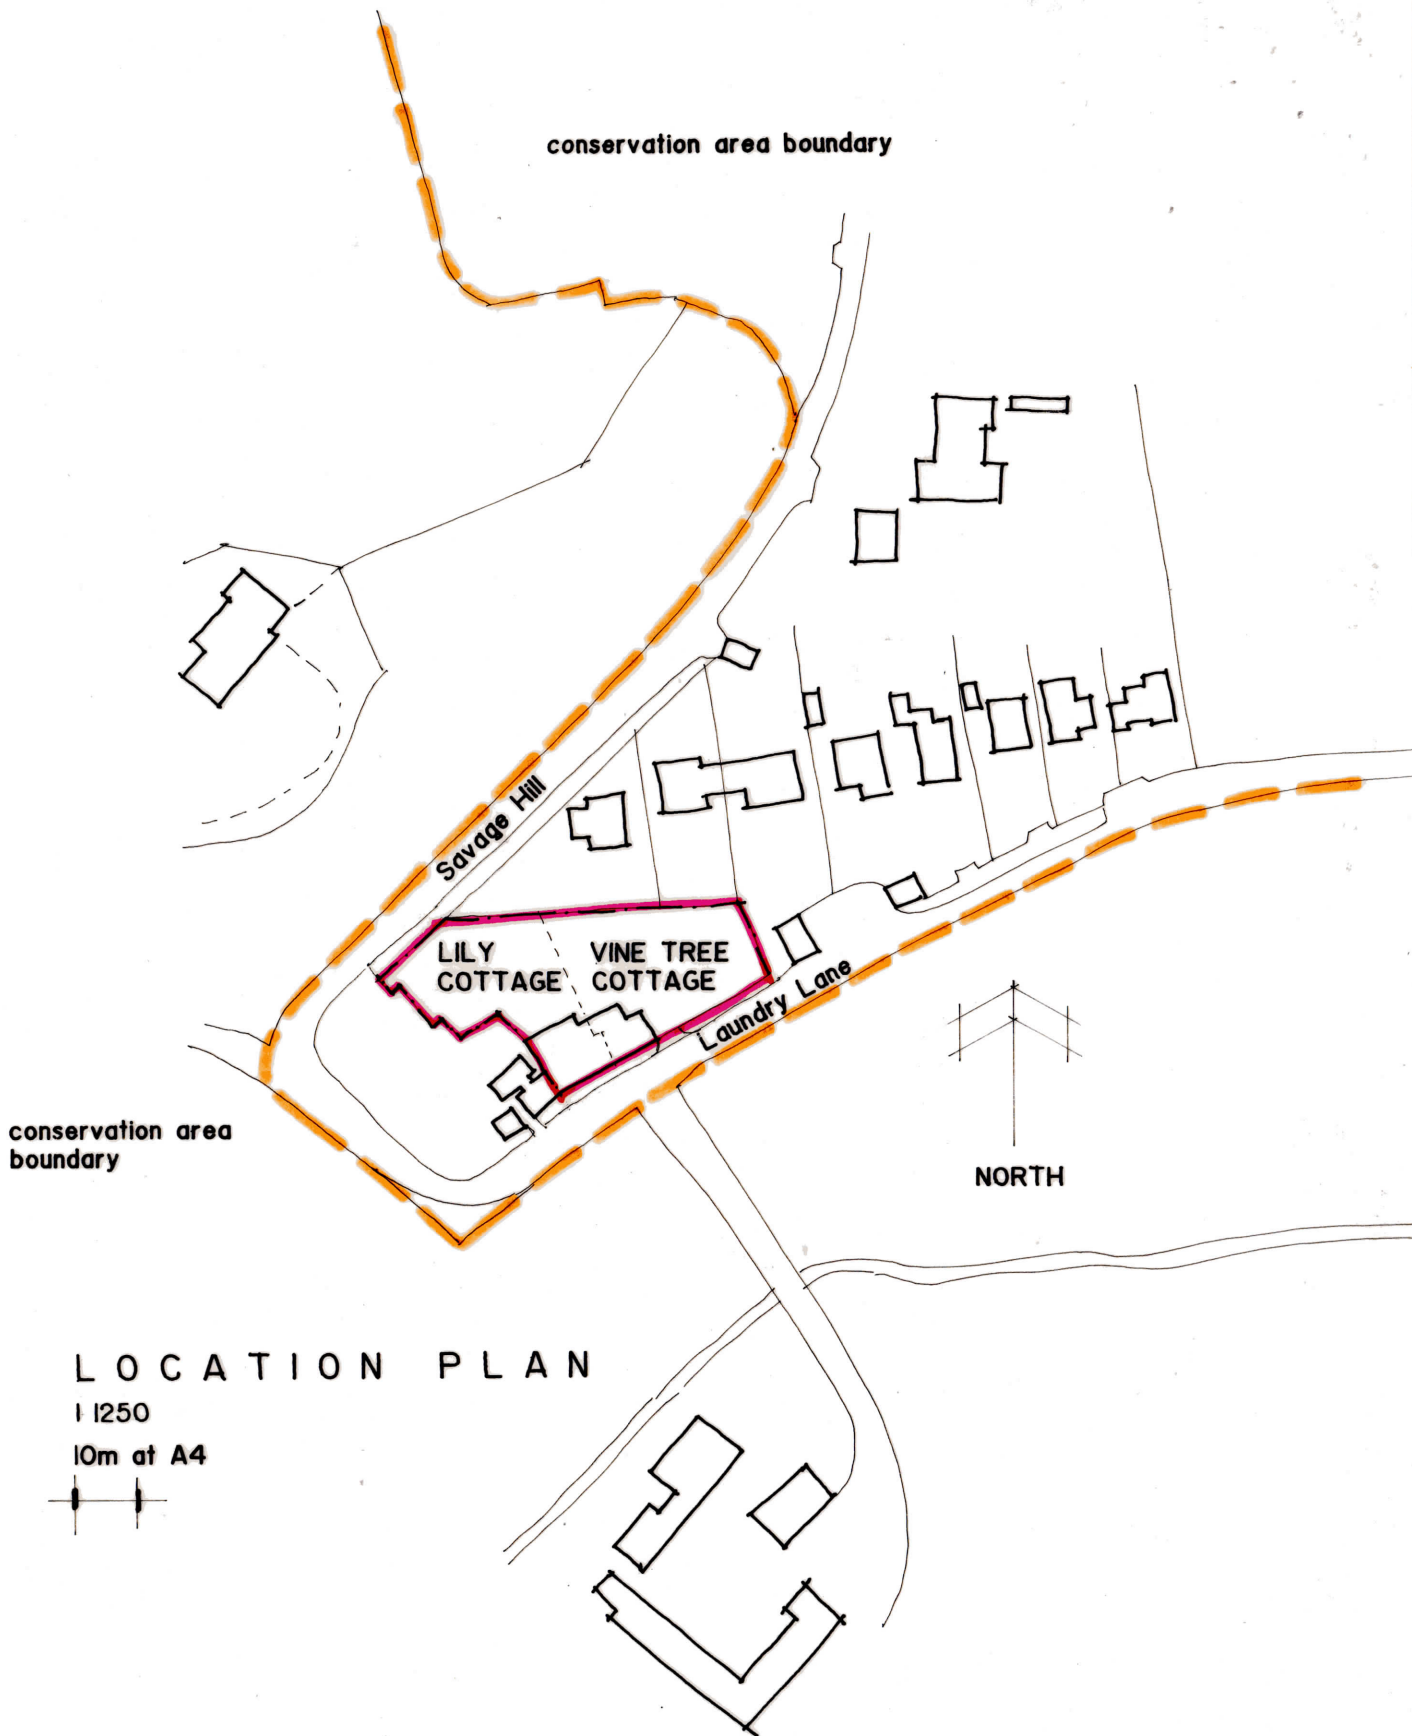 conservation area boundary
Savage Hill
LILY
COTTAGE
VINE TREE
COTTAGE
Laundry Lane
conservation area
boundary
NORTH
LOCATION PLAN
1 1250
10m at A4